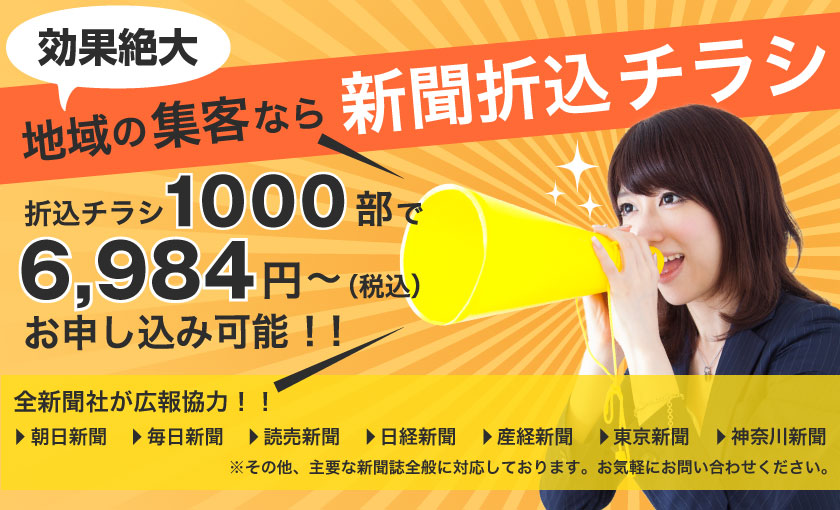 効果絶大
地域の集客なら 新聞折込チラシ
折込チラシ1000部で
6,984円〜（税込）
お申し込み可能！！
全新聞社が広報協力！！
▶朝日新聞 ▶毎日新聞 ▶読売新聞 ▶日経新聞 ▶産経新聞 ▶東京新聞 ▶神奈川新聞
※その他、主要な新聞誌全般に対応しております。お気軽にお問い合わせください。